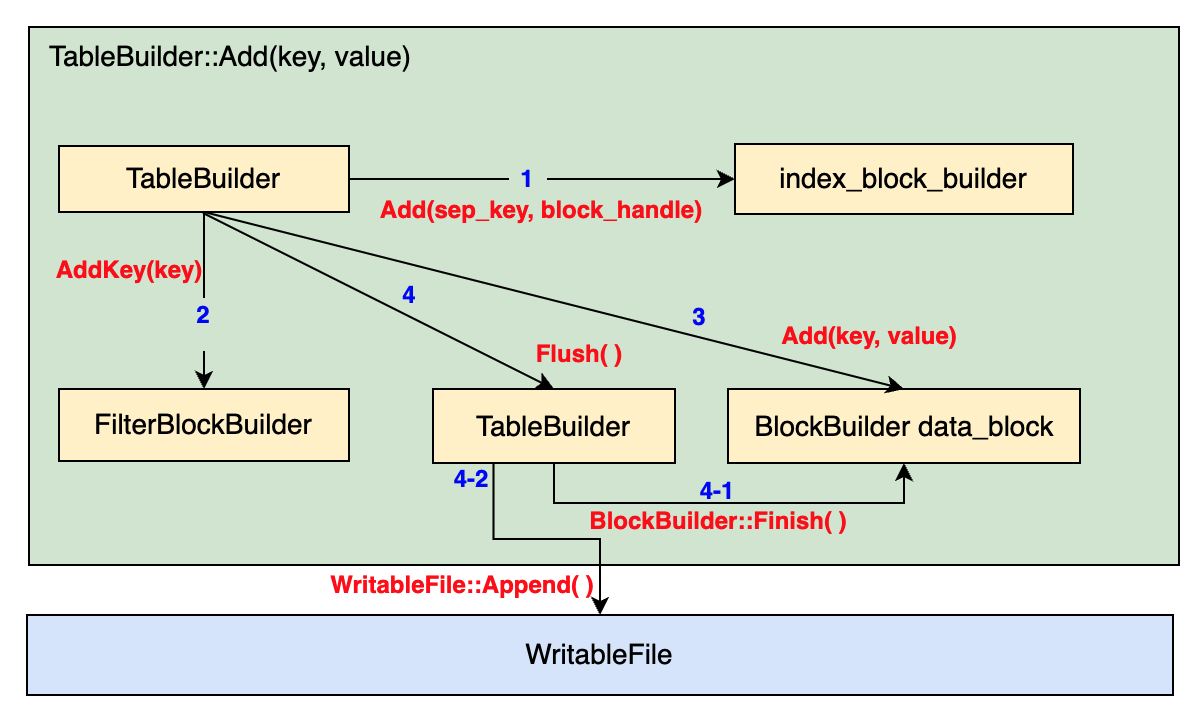 TableBuilder::Add(key, value)
TableBuilder
1
index_block_builder
Add(sep_key, block_handle)
AddKey(key)
2
4
3
Add(key, value)
Flush( )
FilterBlockBuilder
TableBuilder
BlockBuilder data_block
4-2
4-1
BlockBuilder::Finish( )
WritableFile::Append( )
WritableFile